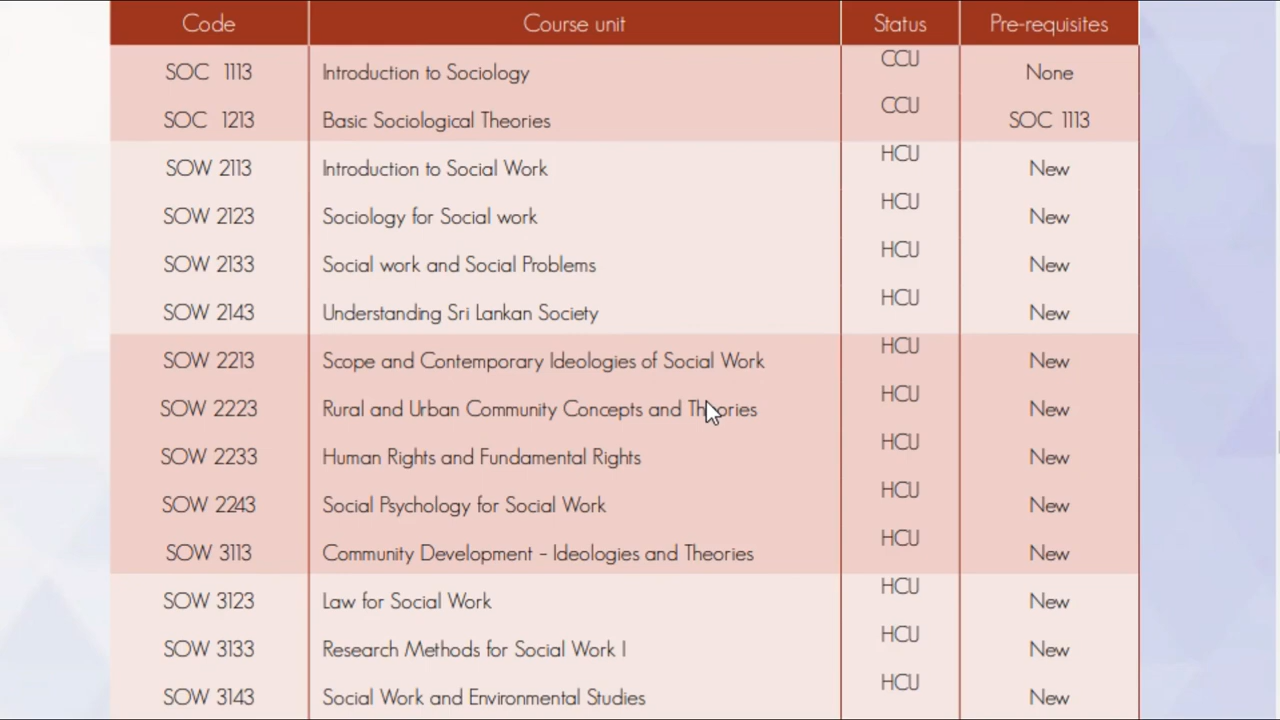 Code Course unit Status Pre-requisites
SOC 1113 Introduction to Sociology CCU None
SOC 1213 Basic Sociological Theories CCU SOC 1113
SOW 2113 Introduction to Social Work HCU New
SOW 2123 Sociology for Social work HCU New
SOW 2133 Social work and Social Problems HCU New
SOW 2143 Understanding Sri Lankan Society HCU New
SOW 2213 Scope and Contemporary Ideologies of Social Work HCU New
SOW 2223 Rural and Urban Community Concepts and Theories HCU New
SOW 2233 Human Rights and Fundamental Rights HCU New
SOW 2243 Social Psychology for Social Work HCU New
SOW 3113 Community Development – Ideologies and Theories HCU New
SOW 3123 Law for Social Work HCU New
SOW 3133 Research Methods for Social Work I HCU New
SOW 3143 Social Work and Environmental Studies HCU New